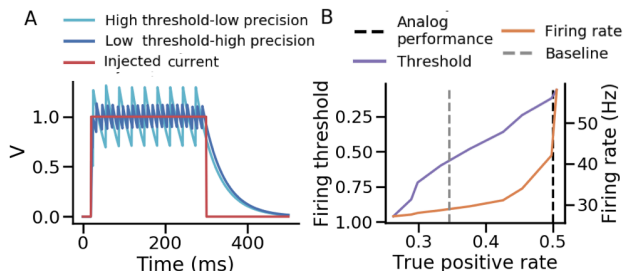 A
High threshold-low precision
Low threshold-high precision
Injected current
V
1.0
0.5
0.0
0
200
400
Time (ms)
B
Analog
performance
Firing rate
Threshold
Baseline
Firing threshold
0.25
0.50
0.75
1.00
Firing rate (Hz)
50
40
30
0.3
0.4
0.5
True positive rate